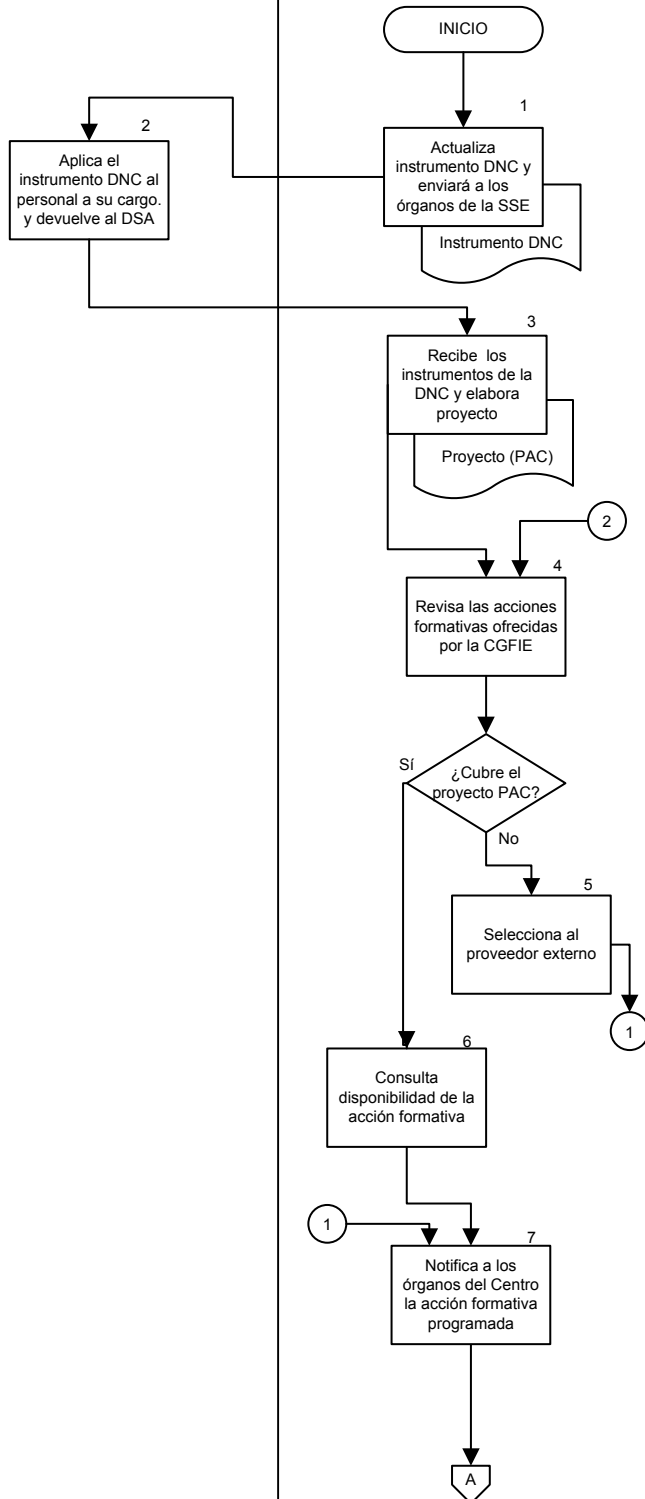 INICIO
1
Actualiza
instrumento DNC y
enviará a los
órganos de la SSE
Instrumento DNC
2
Aplica el
instrumento DNC al
personal a su cargo.
y devuelve al DSA
3
Recibe los
instrumentos de la
DNC y elabora
proyecto
Proyecto (PAC)
2
4
Revisa las acciones
formativas ofrecidas
por la CGFIE
¿Cubre el
proyecto PAC?
Sí
No
5
Selecciona al
proveedor externo
1
6
Consulta
disponibilidad de la
acción formativa
1
7
Notifica a los
órganos del Centro
la acción formativa
programada
A